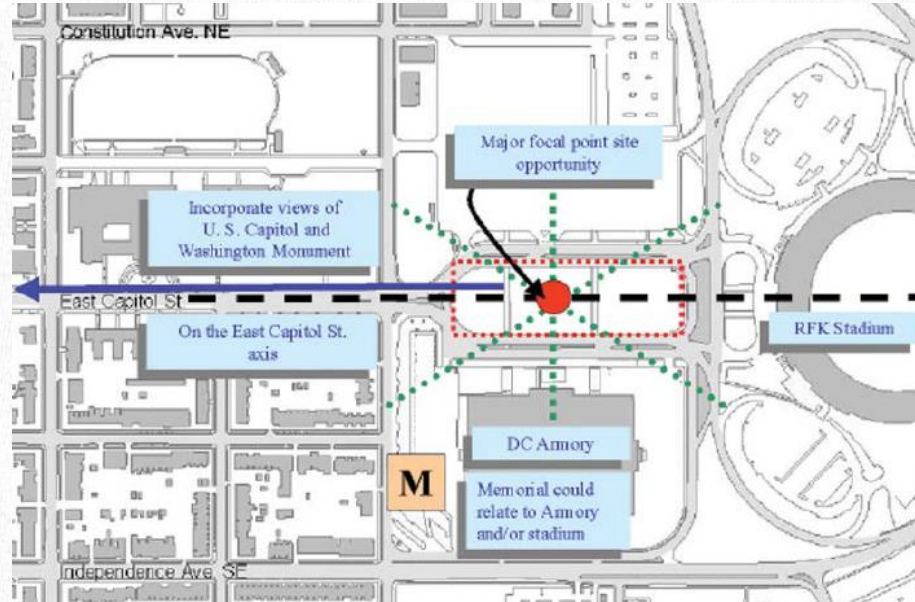 Constitution Ave. NE
Major focal point site
opportunity
Incorporate views of
U. S. Capitol and
Washington Monument
East Capitol St.
On the East Capitol St.
axis
RFK Stadium
DC Armory
M
Memorial could
relate to Armory
and/or stadium
Independence Ave. SE